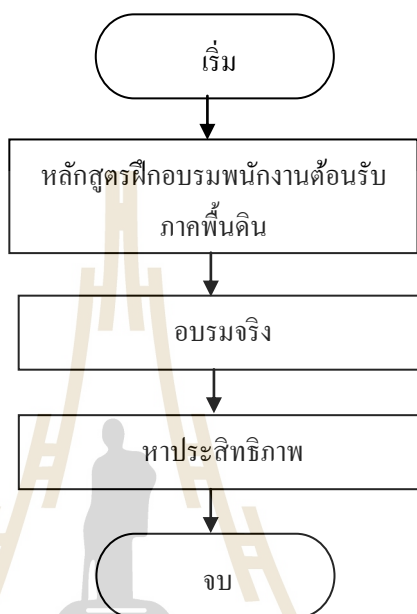 เริ่ม
หลักสูตรฝึกอบรมพนักงานต้อนรับ
ภาคพื้นดิน
อบรมจริง
หาประสิทธิภาพ
จบ